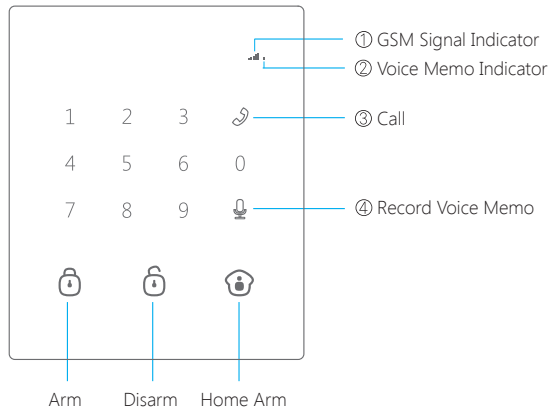 ① GSM Signal Indicator
② Voice Memo Indicator
1 2 3 ③ Call
4 5 6 0
7 8 9 ④ Record Voice Memo
Arm Disarm Home Arm